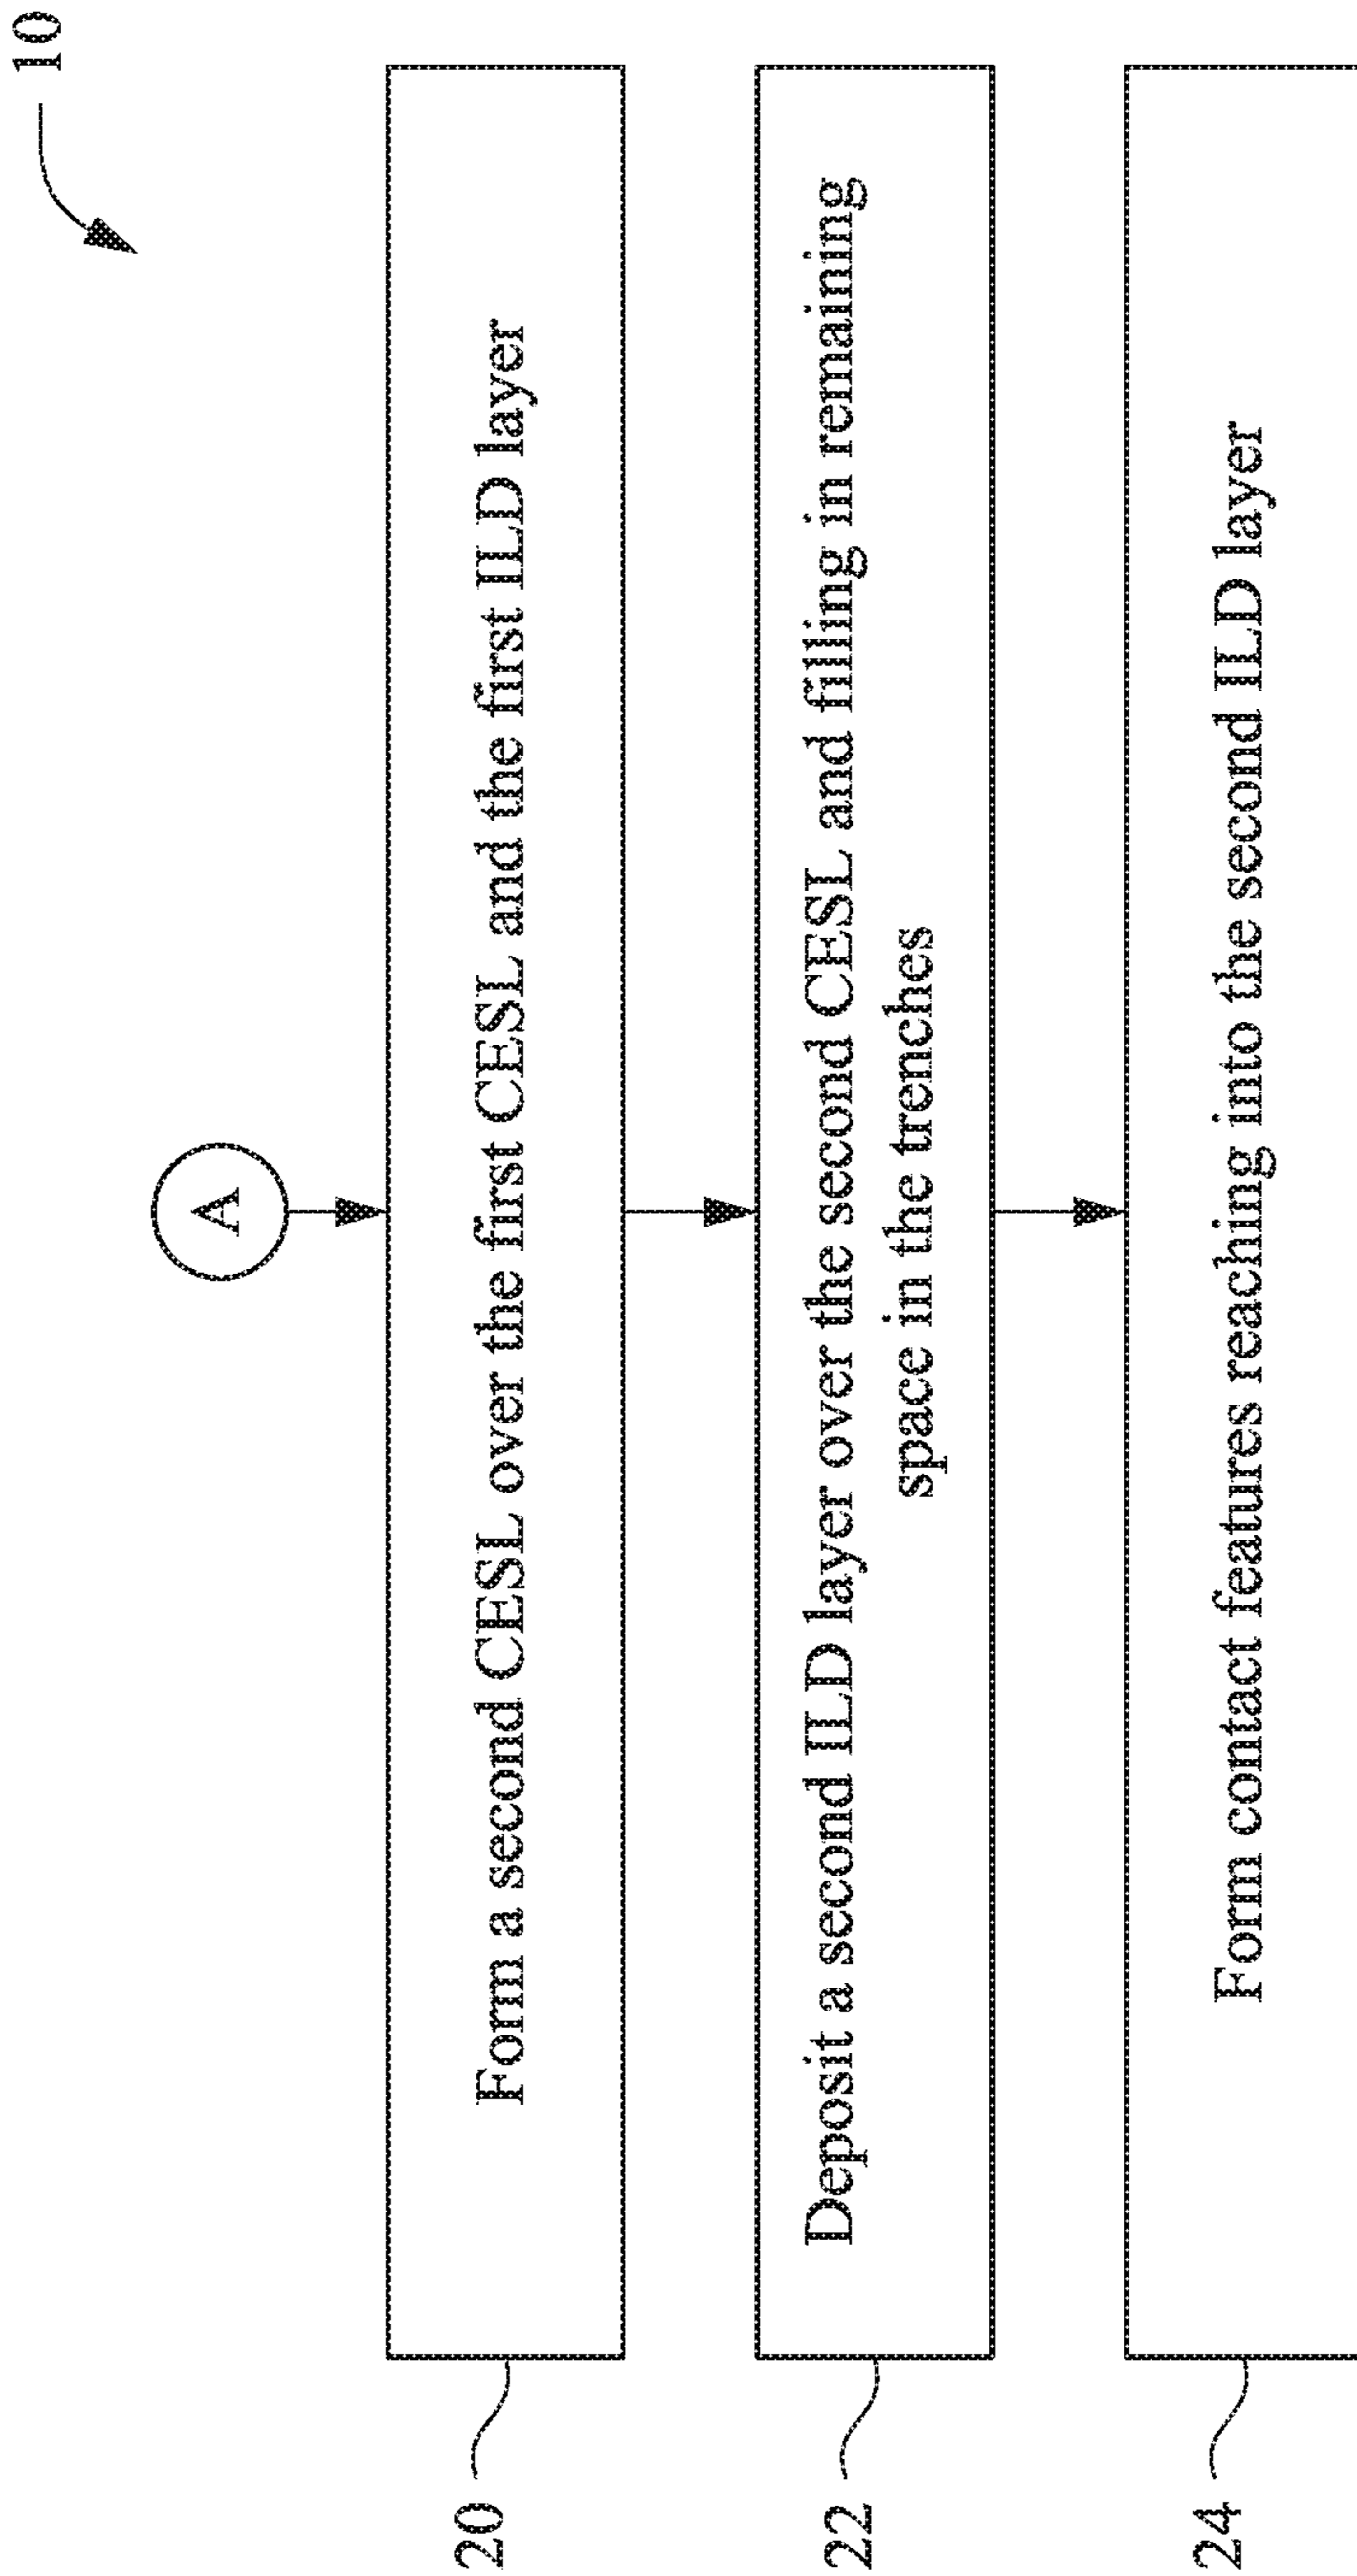 10
A
20
Form a second CESL over the first CESL and the first ILD layer
22
Deposit a second ILD layer over the second CESL and filling in remaining
space in the trenches
24
Form contact features reaching into the second ILD layer